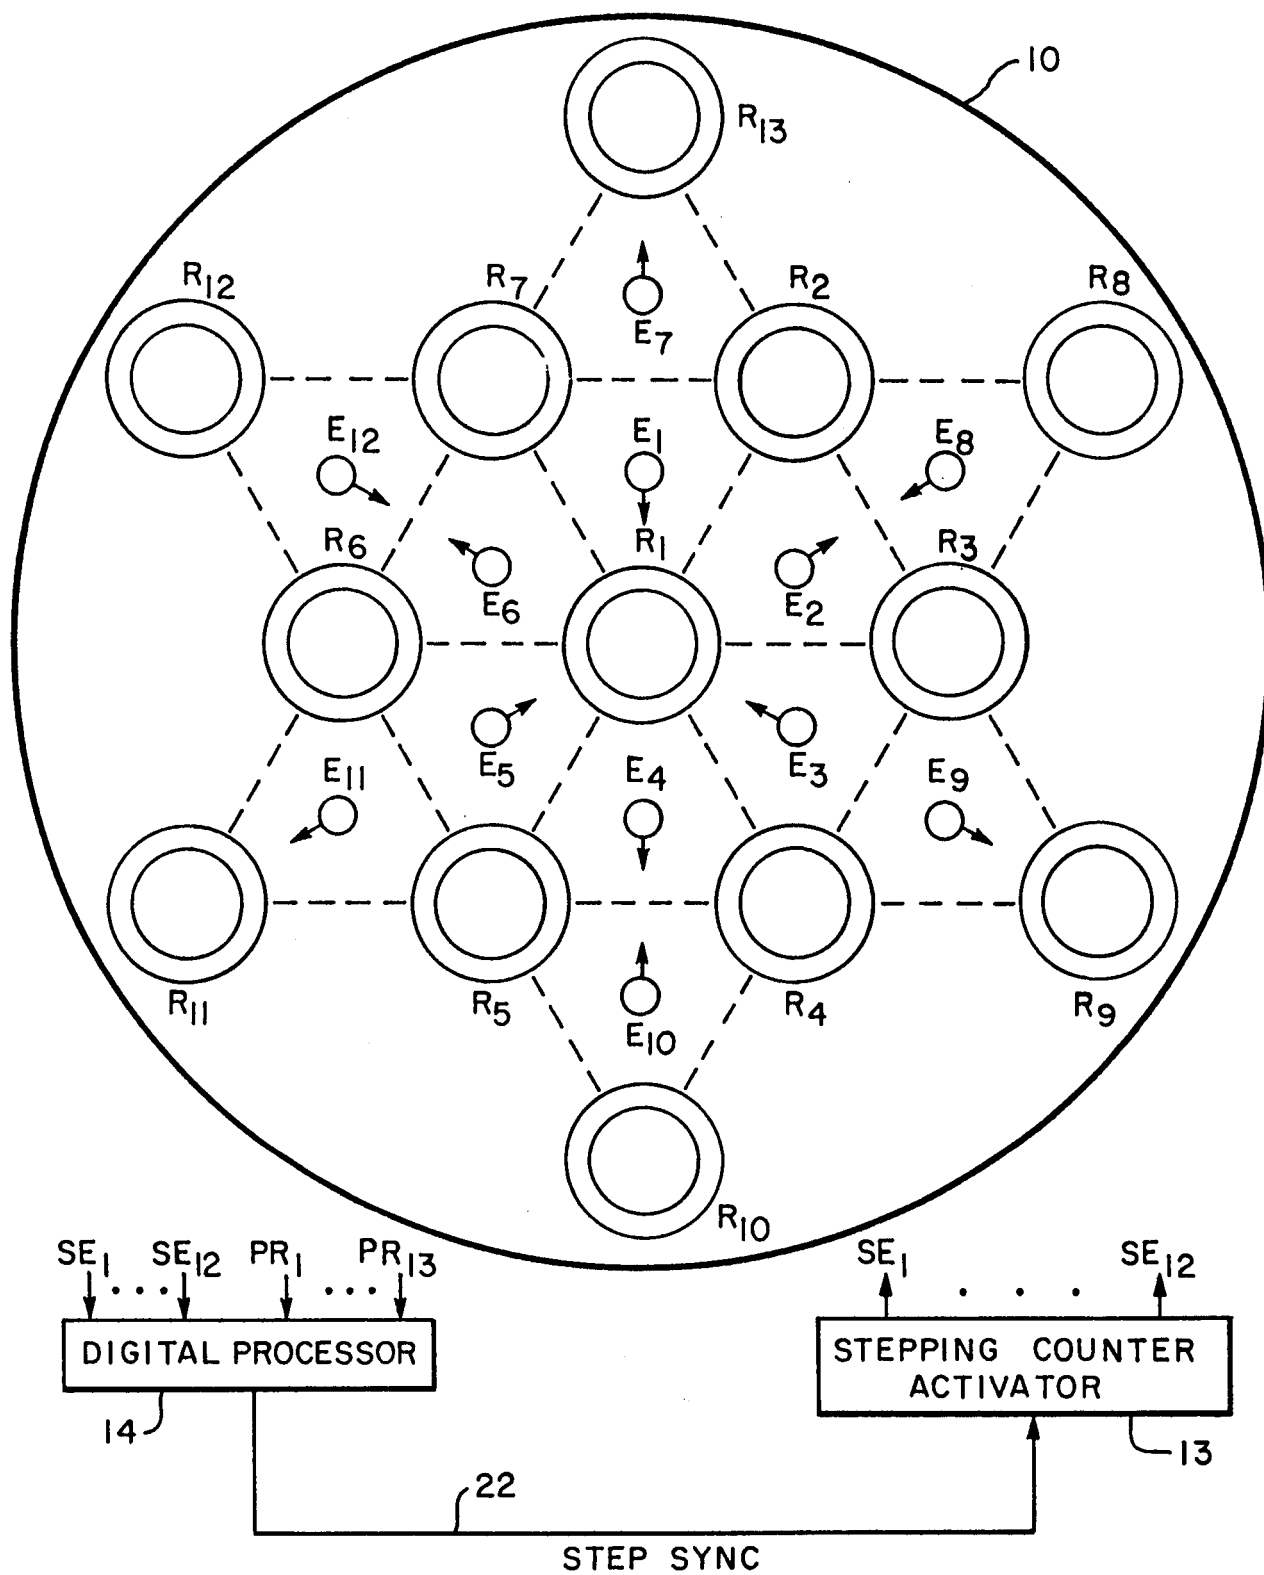 10
R13
R12 R7 R2 R8
E7
E12 E1 E8
R6 R1 R3
E6 E2
E11 E5 E4 E3 E9
R11 R5 E10 R4 R9
R10
SE1 ... SE12 PR1 ... PR13
DIGITAL PROCESSOR
14
SE1 . . . SE12
STEPPING COUNTER
ACTIVATOR
13
22
STEP SYNC